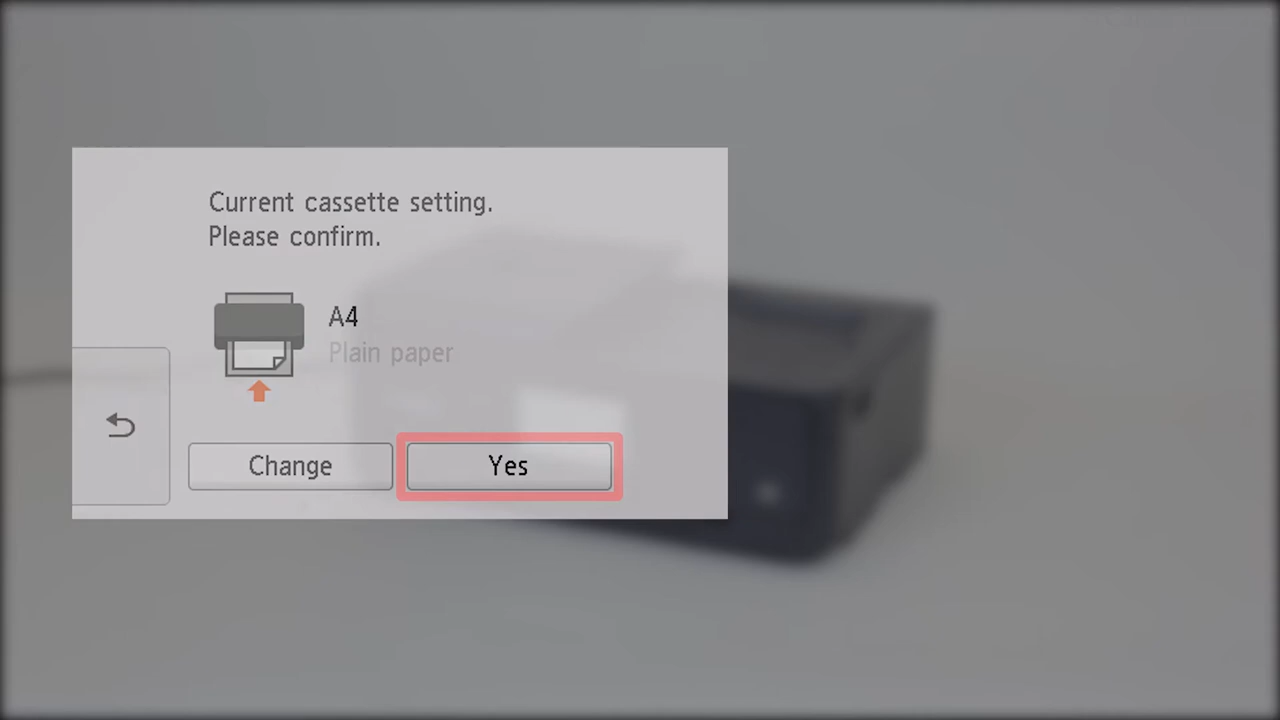 Current cassette setting.
Please confirm.
A4
Plain paper
Change
Yes